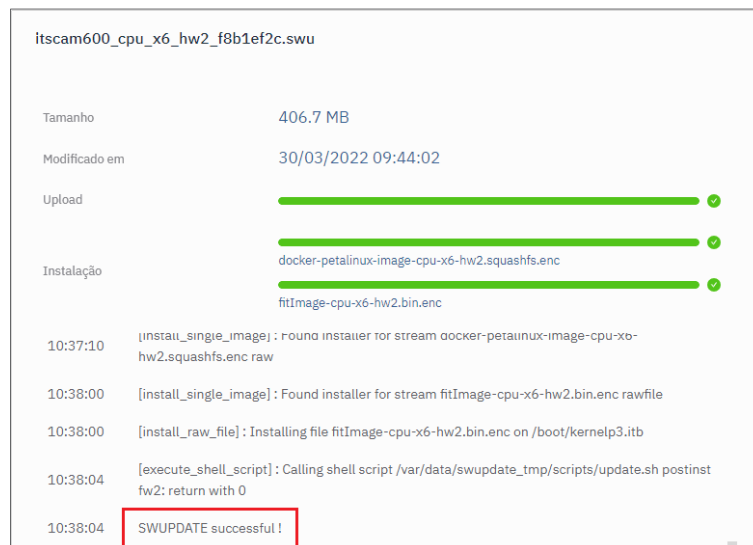 itscam600_cpu_x6_hw2_f8b1ef2c.swu
Tamanho 406.7 MB
Modificado em 30/03/2022 09:44:02
Upload
docker-petalinux-image-cpu-x6-hw2.squashfs.enc
Instalação
fitImage-cpu-x6-hw2.bin.enc
[install_single_image] : Found installer for stream docker-petalinux-image-cpu-x6-
10:37:10
hw2.squashfs.enc raw
10:38:00 [install_single_image] : Found installer for stream fitImage-cpu-x6-hw2.bin.enc rawfile
10:38:00 [install_raw_file] : Installing file fitImage-cpu-x6-hw2.bin.enc on /boot/kernelp3.itb
[execute_shell_script] : Calling shell script /var/data/swupdate_tmp/scripts/update.sh postinst
10:38:04
fw2: return with 0
10:38:04 SWUPDATE successful !